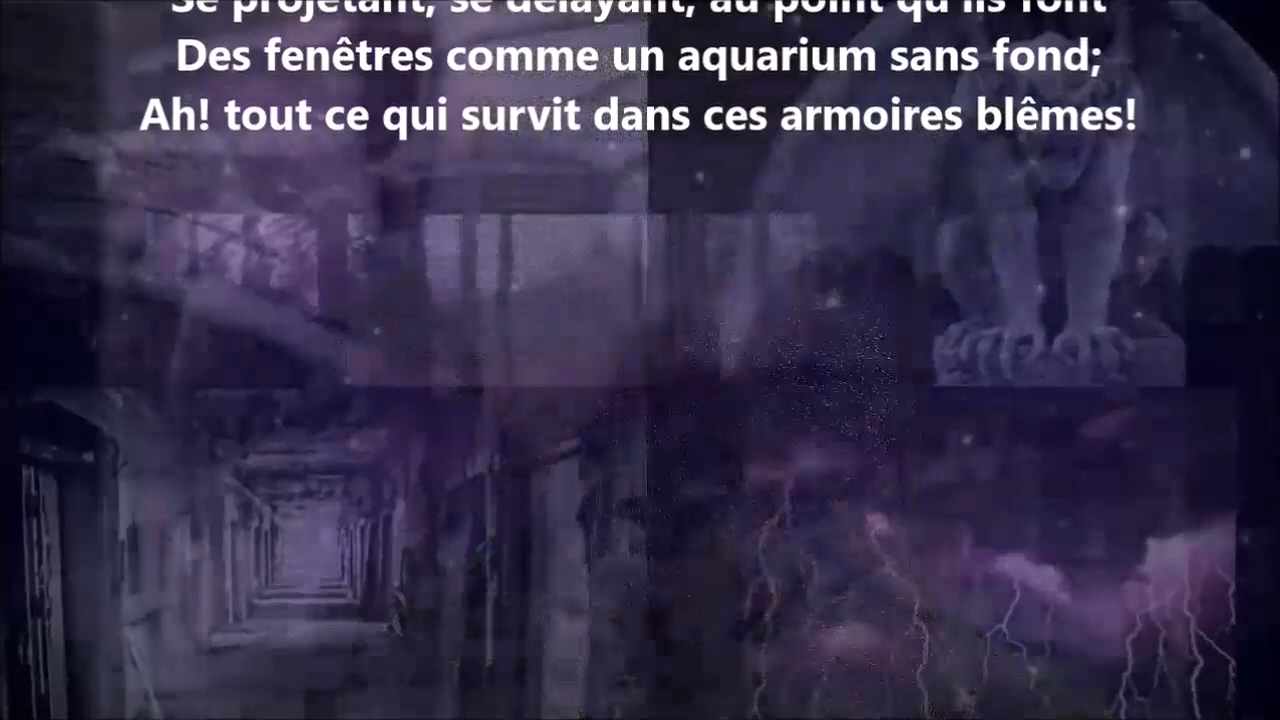 Se projetant, se délayant, au point qu'ils font
Des fenêtres comme un aquarium sans fond;
Ah! tout ce qui survit dans ces armoires blêmes!